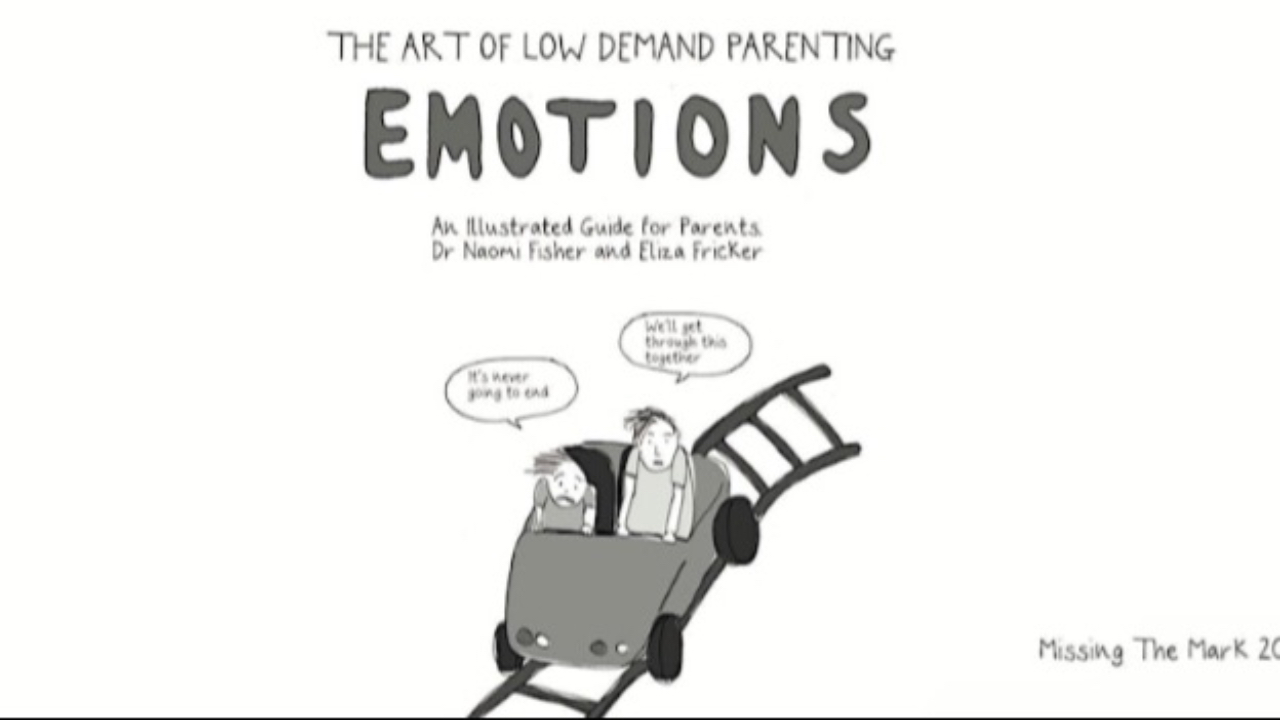 THE ART OF LOW DEMAND PARENTING
EMOTIONS
An Illustrated Guide for Parents.
Dr Naomi Fisher and Eliza Fricker
We'll get
through this
together
It's never
going to end
Missing The Mark 20